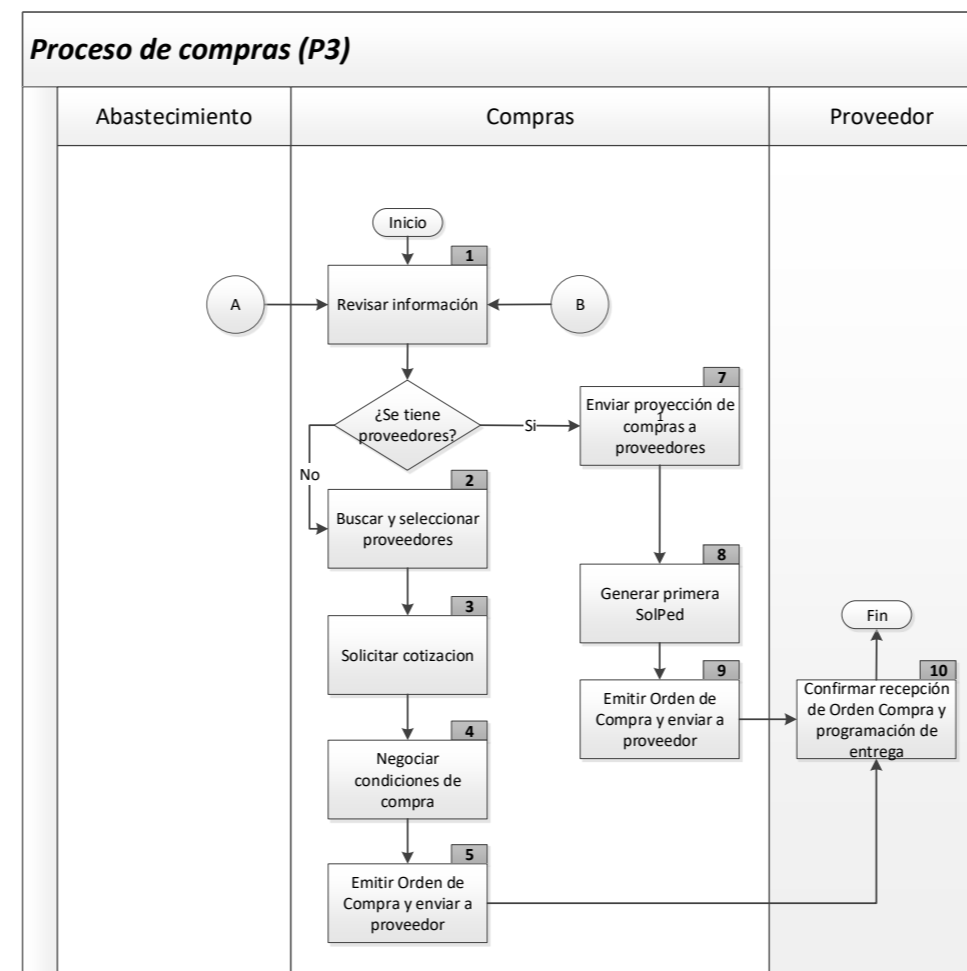 Proceso de compras (P3)
Abastecimiento
Compras
Proveedor
Inicio
1
Revisar información
A
B
¿Se tiene
proveedores?
Si
No
7
Enviar proyección de
1
compras a
proveedores
2
Buscar y seleccionar
proveedores
8
Generar primera
SolPed
3
Solicitar cotizacion
9
Emitir Orden de
Compra y enviar a
proveedor
Fin
10
Confirmar recepción
de Orden Compra y
programación de
entrega
4
Negociar
condiciones de
compra
5
Emitir Orden de
Compra y enviar a
proveedor